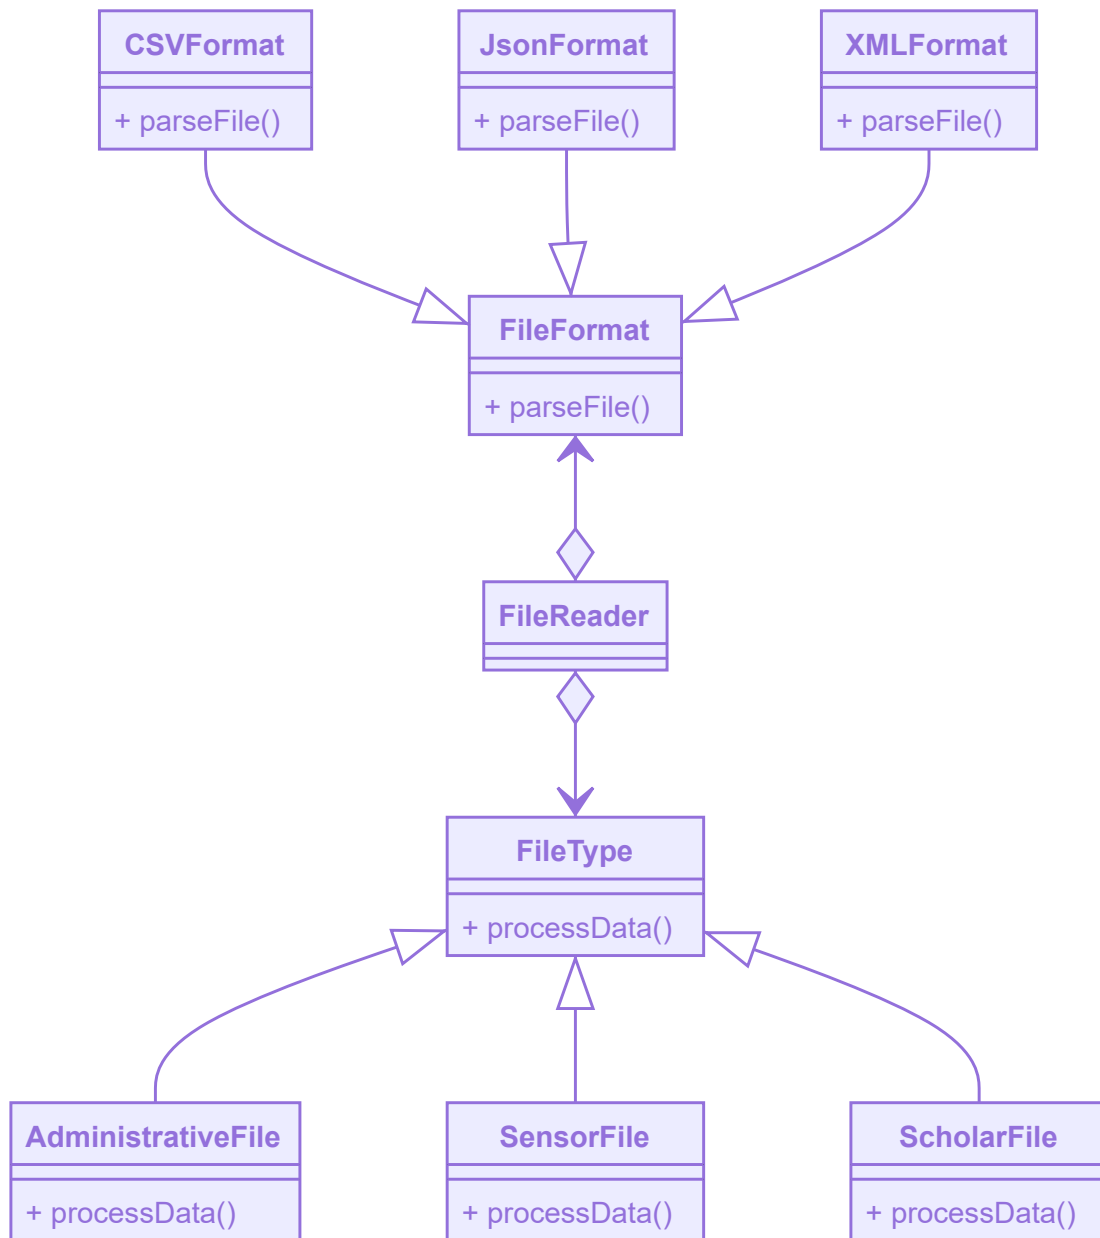 CSVFormat
+ parseFile()
JsonFormat
+ parseFile()
XMLFormat
+ parseFile()
FileFormat
+ parseFile()
FileReader
FileType
+ processData()
AdministrativeFile
+ processData()
SensorFile
+ processData()
ScholarFile
+ processData()